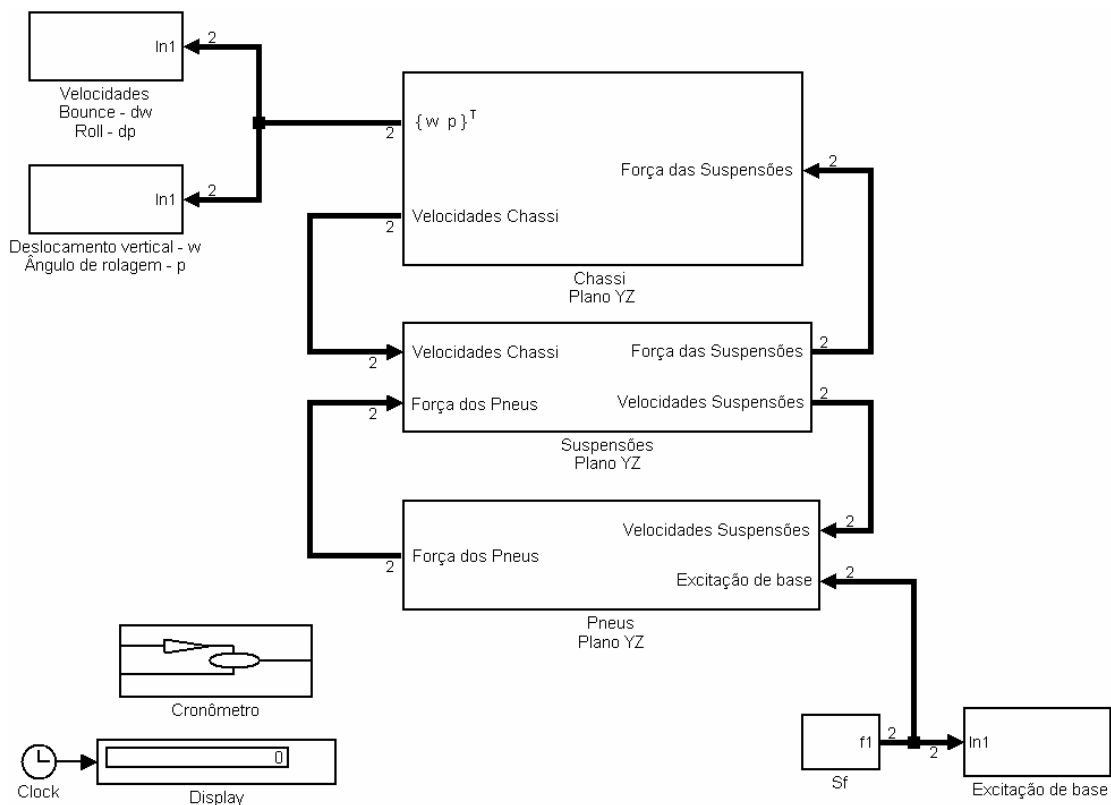 In1
2
Velocidades
Bounce - dw
Roll - dp
In1
2
Deslocamento vertical - w
Ângulo de rolagem - p
{w p}ᵀ
2
Força das Suspensões
2
Velocidades Chassi
2
Chassi
Plano YZ
2
Velocidades Chassi
Força das Suspensões
2
2
Força dos Pneus
Velocidades Suspensões
2
Suspensões
Plano YZ
Velocidades Suspensões
2
Força dos Pneus
2
Excitação de base
2
Pneus
Plano YZ
Cronômetro
Clock
0
Display
f1
2
Sf
2
In1
Excitação de base